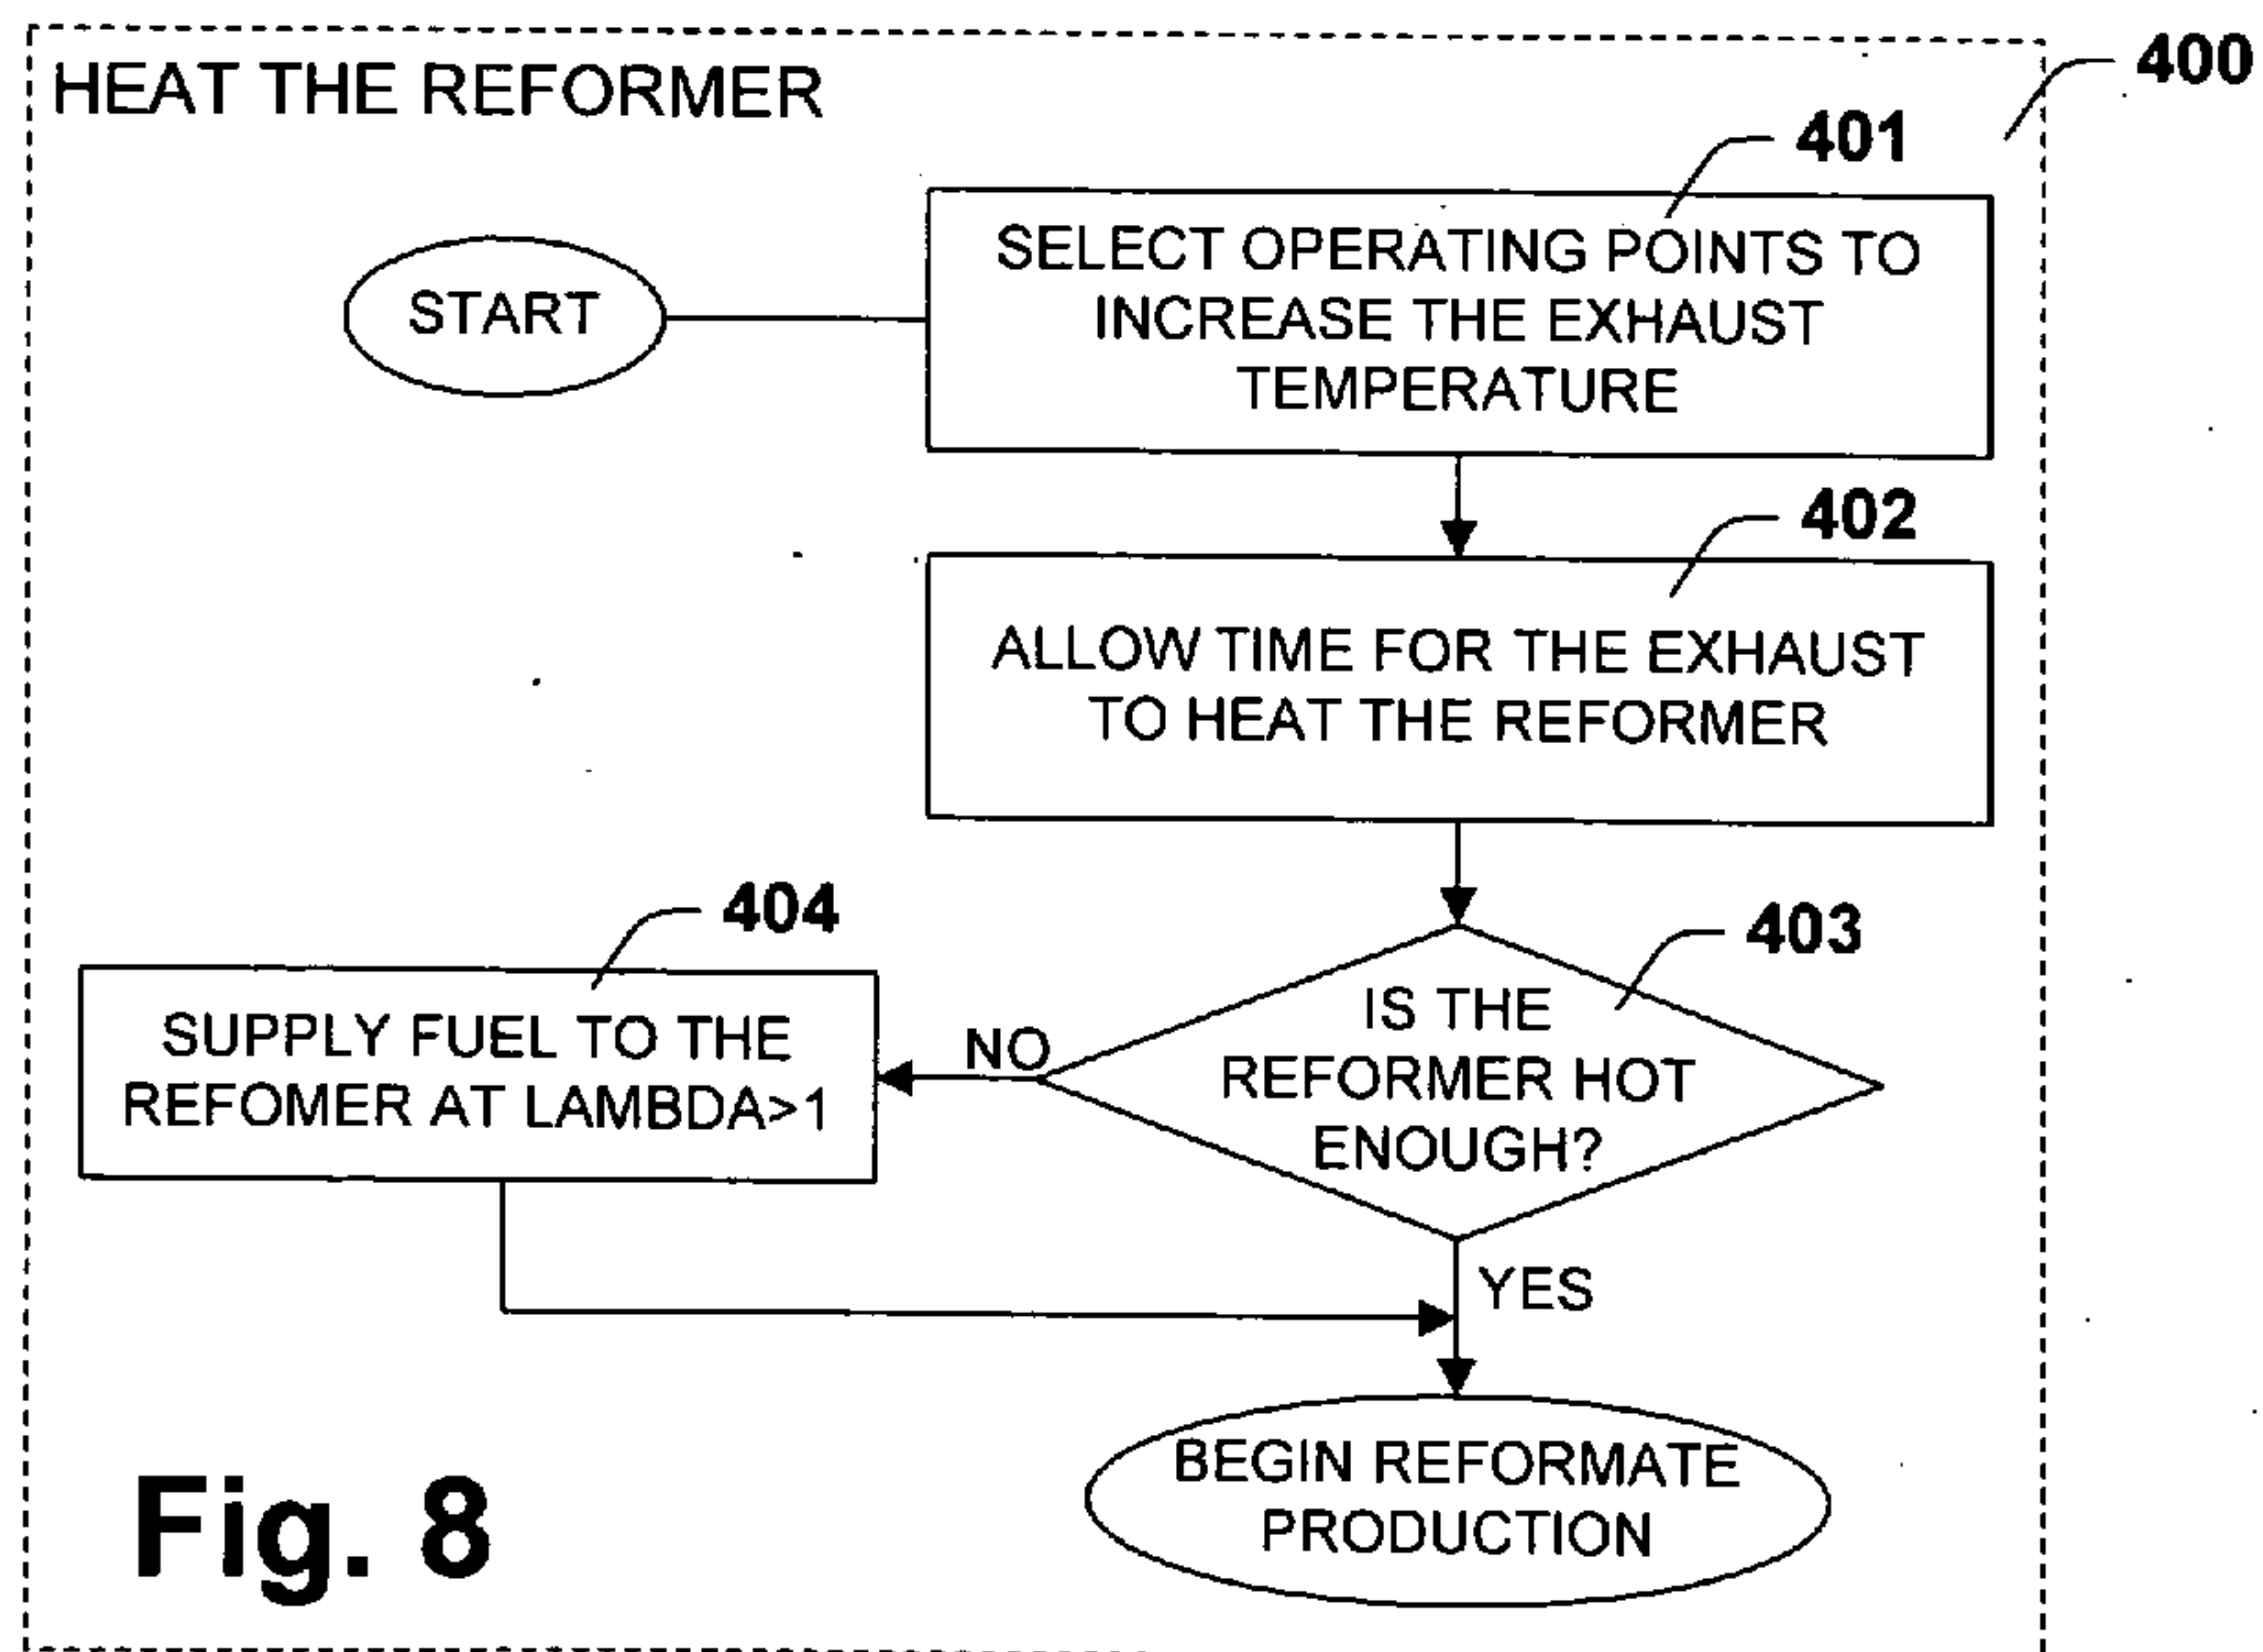 HEAT THE REFORMER
400
401
START
SELECT OPERATING POINTS TO
INCREASE THE EXHAUST
TEMPERATURE
402
ALLOW TIME FOR THE EXHAUST
TO HEAT THE REFORMER
404
403
SUPPLY FUEL TO THE
REFOMER AT LAMBDA>1
NO
IS THE
REFORMER HOT
ENOUGH?
YES
BEGIN REFORMATE
PRODUCTION
Fig. 8